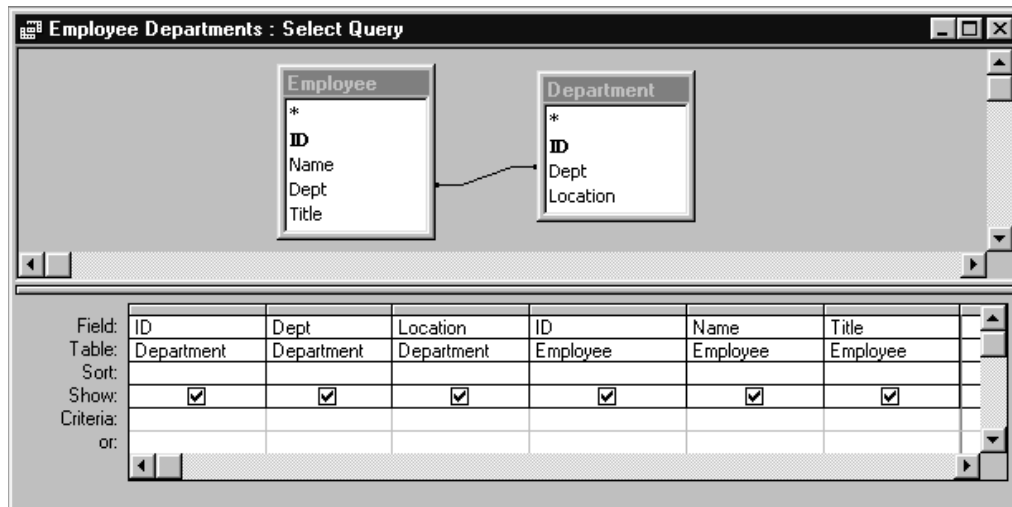 Employee Departments : Select Query
Employee
*
ID
Name
Dept
Title
Department
*
ID
Dept
Location
Field: ID Dept Location ID Name Title
Table: Department Department Department Employee Employee Employee
Sort:
Show:
Criteria:
or: